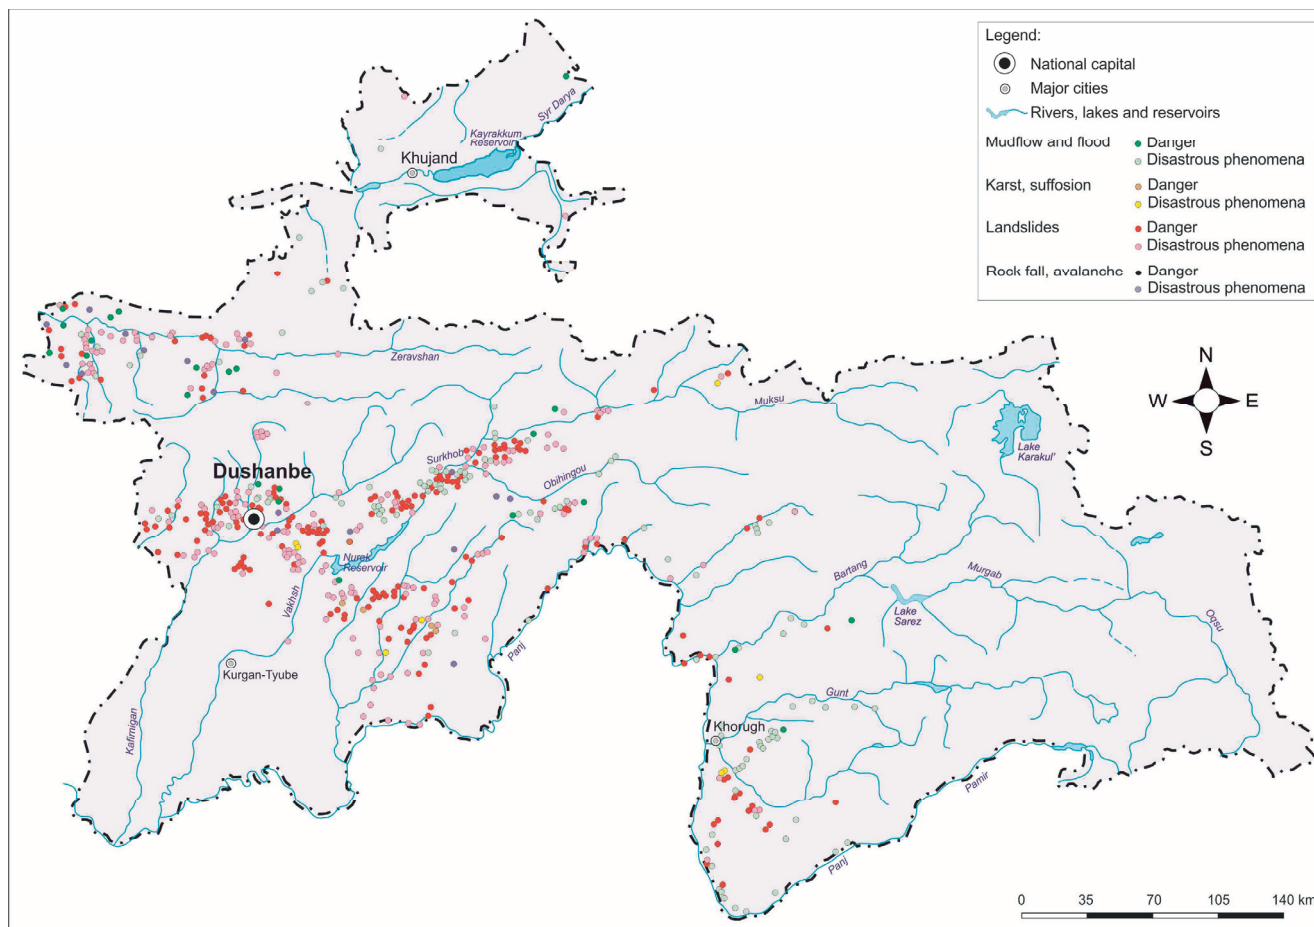 Legend:
National capital
Major cities
Rivers, lakes and reservoirs
Mudflow and flood
Danger
Disastrous phenomena
Karst, suffosion
Danger
Disastrous phenomena
Landslides
Danger
Disastrous phenomena
Rock fall, avalanche
Danger
Disastrous phenomena
Syr Darya
Kayrakkum
Reservoir
Khujand
Zeravshan
Muksu
Lake
Karakul'
N
W
E
S
Dushanbe
Surkhob
Obihingou
Nurek
Reservoir
Vakhsh
Bartang
Murgab
Lake
Sarez
Oqsu
Panj
Kurgan-Tyube
Kafirnigan
Gunt
Khorugh
Pamir
Panj
0 35 70 105 140 km